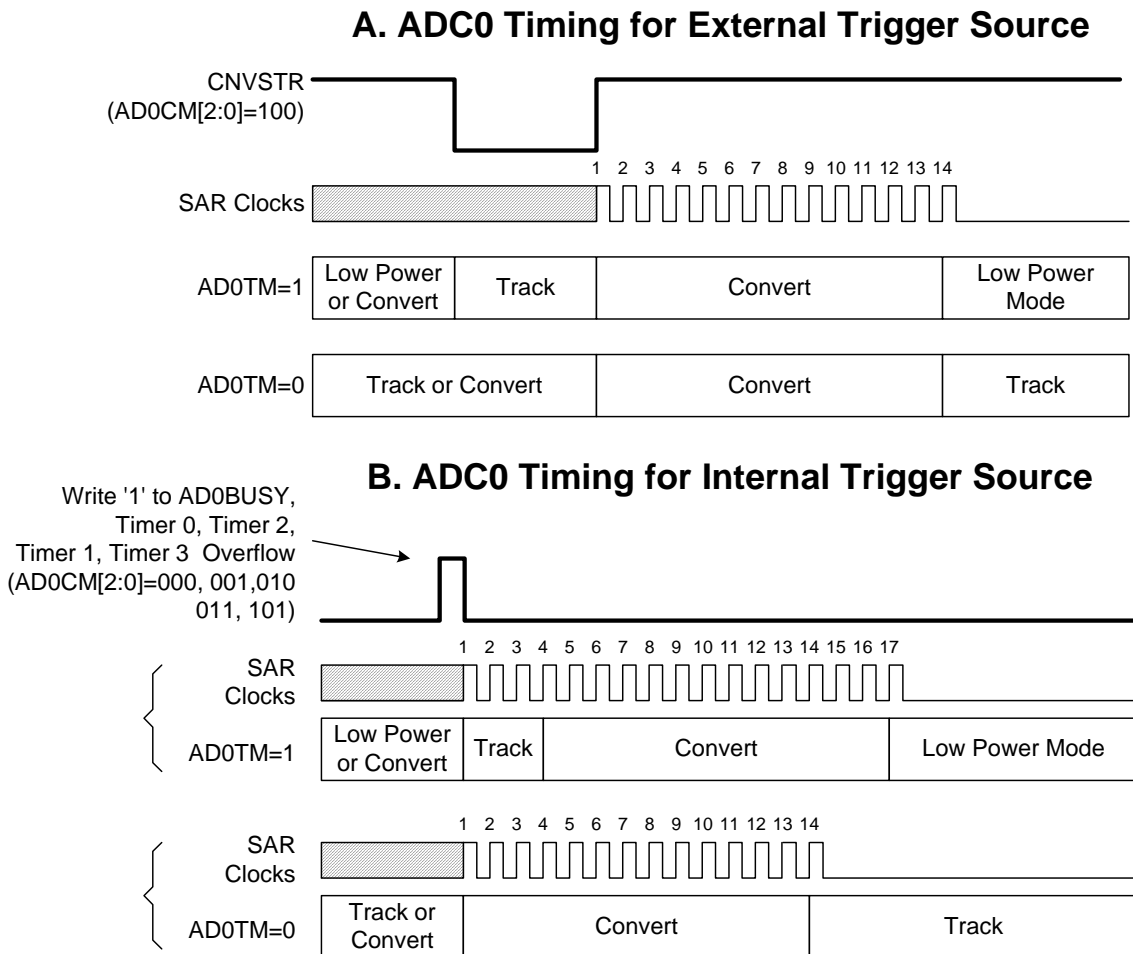 A. ADC0 Timing for External Trigger Source
CNVSTR
(AD0CM[2:0]=100)
1 2 3 4 5 6 7 8 9 10 11 12 13 14
SAR Clocks
AD0TM=1
Low Power
or Convert
Track
Convert
Low Power
Mode
AD0TM=0
Track or Convert
Convert
Track
B. ADC0 Timing for Internal Trigger Source
Write '1' to AD0BUSY,
Timer 0, Timer 2,
Timer 1, Timer 3 Overflow
(AD0CM[2:0]=000, 001,010
011, 101)
1 2 3 4 5 6 7 8 9 10 11 12 13 14 15 16 17
SAR
Clocks
AD0TM=1
Low Power
or Convert
Track
Convert
Low Power Mode
1 2 3 4 5 6 7 8 9 10 11 12 13 14
SAR
Clocks
AD0TM=0
Track or
Convert
Convert
Track